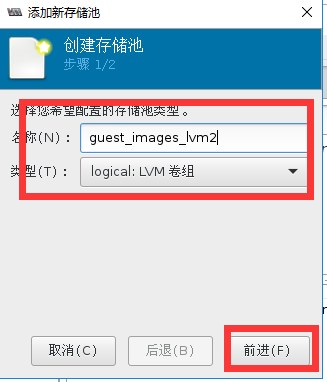 添加新存储池
创建存储池
步骤 1/2
选择您希望配置的存储池类型。
名称(N)： guest_images_lvm2
类型(T)： logical: LVM 卷组
取消(C) 后退(B) 前进(F)